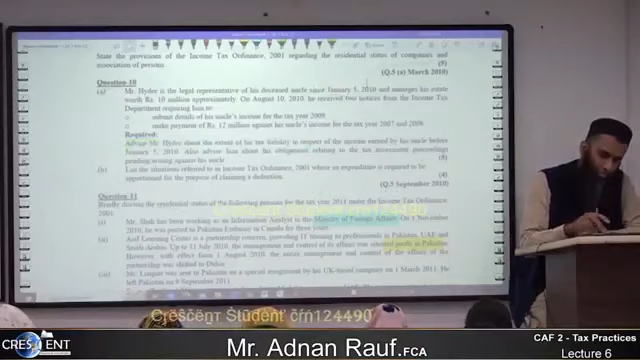 State the provisions of the Income Tax Ordinance, 2001 regarding the residential status of companies and
association of persons. (5)
(Q.5 (a) March 2010)
Question-10
(a) Mr. Hyder is the legal representative of his deceased uncle since January 5, 2010 and manages his estate
worth Rs. 10 million approximately. On August 10, 2010, he received two notices from the Income Tax
Department requiring him to:
o submit details of his uncle's income for the tax year 2009.
o make payment of Rs. 12 million against his uncle's income for the tax year 2007 and 2008.
Required:
Advise Mr. Hyder about the extent of his tax liability in respect of the income earned by his uncle before
January 5, 2010. Also advise him about his obligations relating to the tax assessment proceedings
pending against his uncle. (8)
(b) List the situations referred to in Income Tax Ordinance, 2001 where an expenditure is required to be
apportioned for the purpose of claiming a deduction. (4)
(Q.3 September 2010)
Question-11
Briefly discuss the residential status of the following persons for the tax year 2011 under the Income Tax Ordinance,
2001.
(i) Mr. Shah has been working as an Information Analyst in the Ministry of Foreign Affairs. On
2010, he was posted to Pakistan Embassy in Canada for three years.
(ii) Asif Learning Centre is a partnership concern, providing IT training to professionals in Pakistan, UAE and
South Arabia. Up to 31 July 2010, the management and control of its affairs was situated partly in Pakistan.
However, with effect from 1 August 2010, the entire management and control of the affairs of the
partnership was shifted to Dubai.
(iii) Mr. was sent to Pakistan on a special assignment by his UK-based company on 1 March 2011. He
left Pakistan on 2011.
Crešcënt Štüdënt črn124490
CRESCENT
Mr. Adnan Rauf.FCA
CAF 2 - Tax Practices
Lecture 6